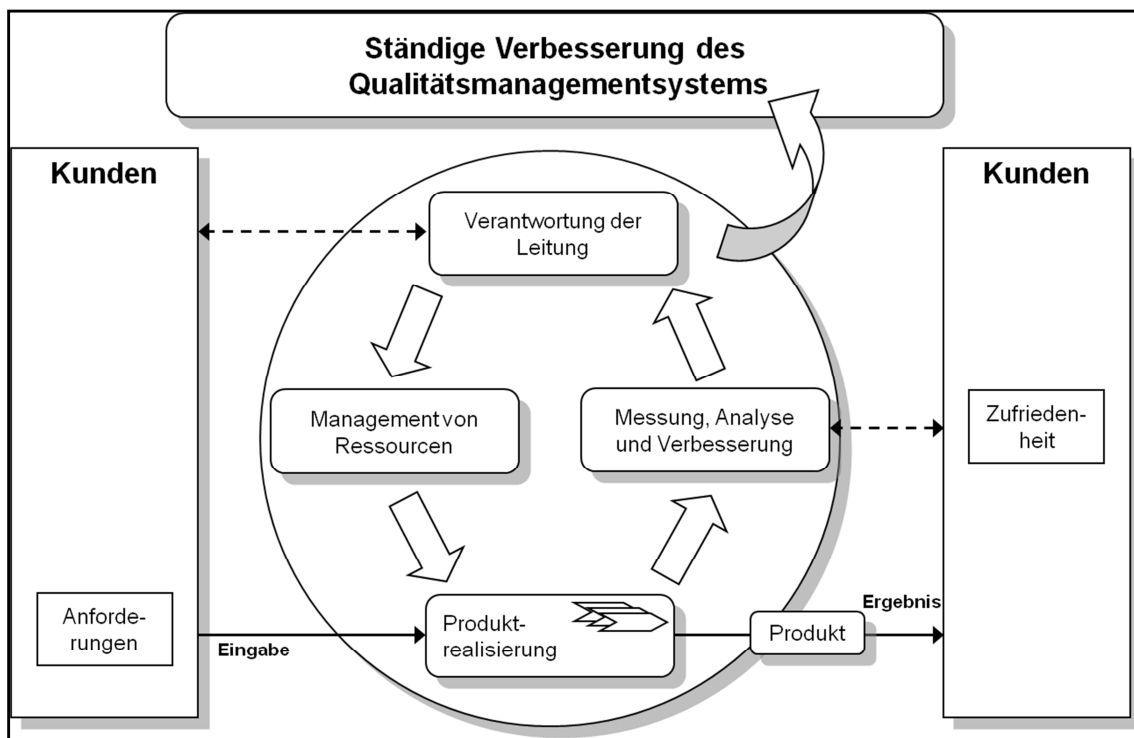 Ständige Verbesserung des
Qualitätsmanagementsystems
Kunden
Kunden
Verantwortung der
Leitung
Management von
Ressourcen
Messung, Analyse
und Verbesserung
Zufrieden-
heit
Anforde-
rungen
Eingabe
Produkt-
realisierung
Produkt
Ergebnis